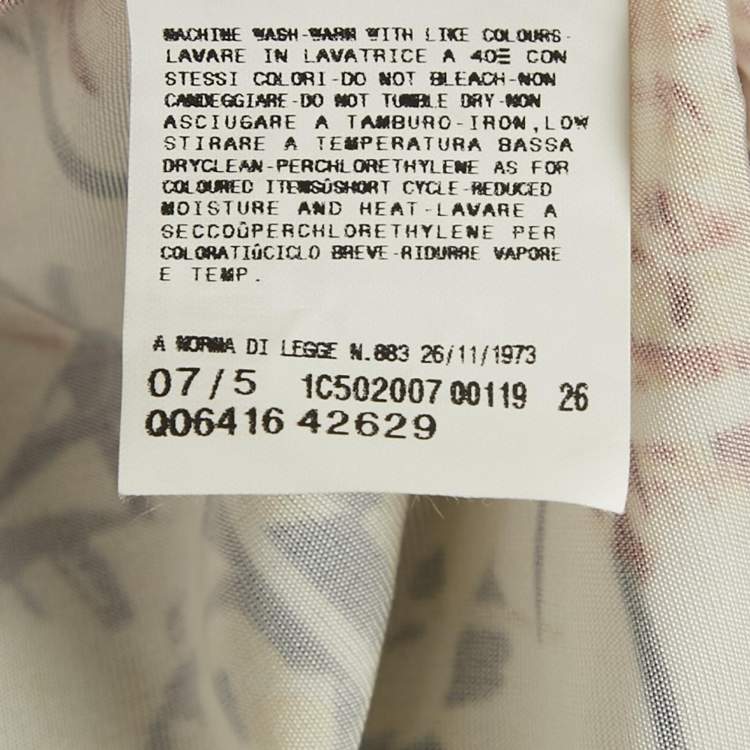 MACHINE WASH-WARM WITH LIKE COLOURS-
LAVARE IN LAVATRICE A 40Ξ CON
STESSI COLORI-DO NOT BLEACH-NON
CANDEGGIARE-DO NOT TUMBLE DRY-NON
ASCIUGARE A TAMBURO-IRON,LOW
STIRARE A TEMPERATURA BASSA
DRYCLEAN-PERCHLORETHYLENE AS FOR
COLOURED ITEMSÛSHORT CYCLE-REDUCED
MOISTURE AND HEAT-LAVARE A
SECCOÛPERCHLORETHYLENE PER
COLORATIÛCICLO BREVE-RIDURRE VAPORE
E TEMP.
A NORMA DI LEGGE N.883 26/11/1973
07/5 1C502007 00119 26
Q06416 42629